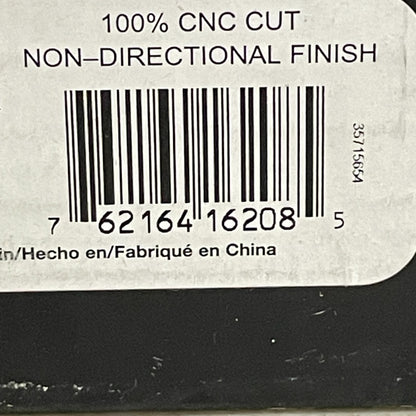 100% CNC CUT
NON–DIRECTIONAL FINISH
35715654
7 62164 16208 5
in/Hecho en/Fabriqué en China